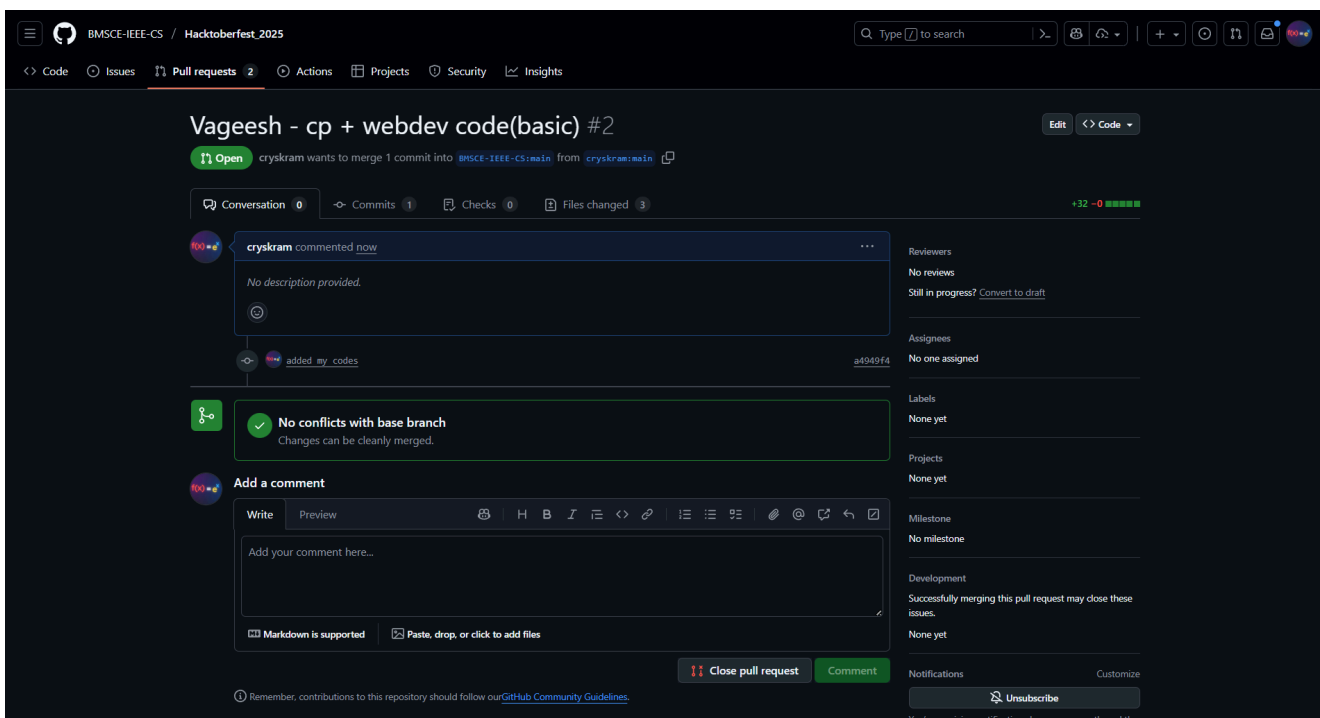 BMSCE-IEEE-CS / Hacktoberfest_2025
Type / to search
Code Issues Pull requests 2 Actions Projects Security Insights
Vageesh - cp + webdev code(basic) #2
Edit <> Code
Open cryskram wants to merge 1 commit into BMSCE-IEEE-CS:main from cryskram:main
Conversation 0 Commits 1 Checks 0 Files changed 3
+32 −0
cryskram commented now
No description provided.
added my codes a4949f4
No conflicts with base branch
Changes can be cleanly merged.
Add a comment
Write Preview
H B I
Add your comment here...
Markdown is supported
Paste, drop, or click to add files
Close pull request Comment
Remember, contributions to this repository should follow our GitHub Community Guidelines.
Reviewers
No reviews
Still in progress? Convert to draft
Assignees
No one assigned
Labels
None yet
Projects
None yet
Milestone
No milestone
Development
Successfully merging this pull request may close these
issues.
None yet
Notifications Customize
Unsubscribe